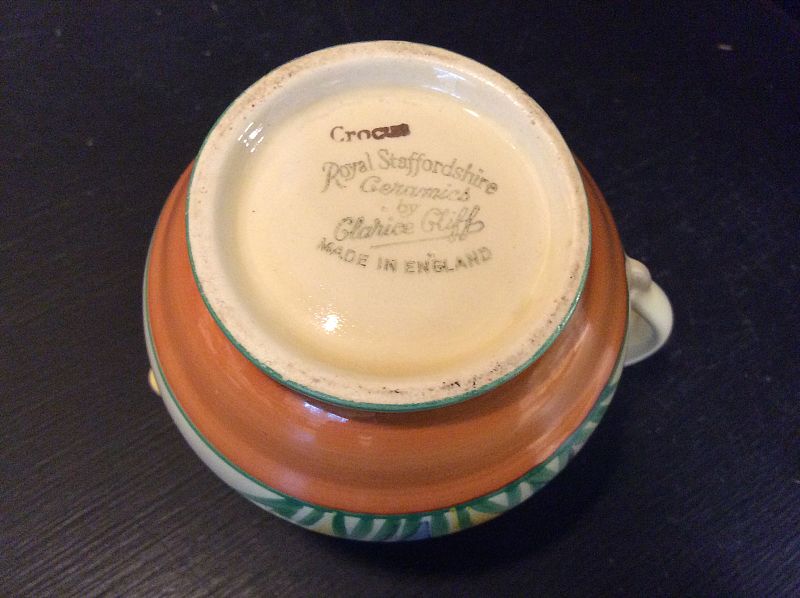 Crocus
Royal Staffordshire
Ceramics
by
Clarice Cliff
MADE IN ENGLAND